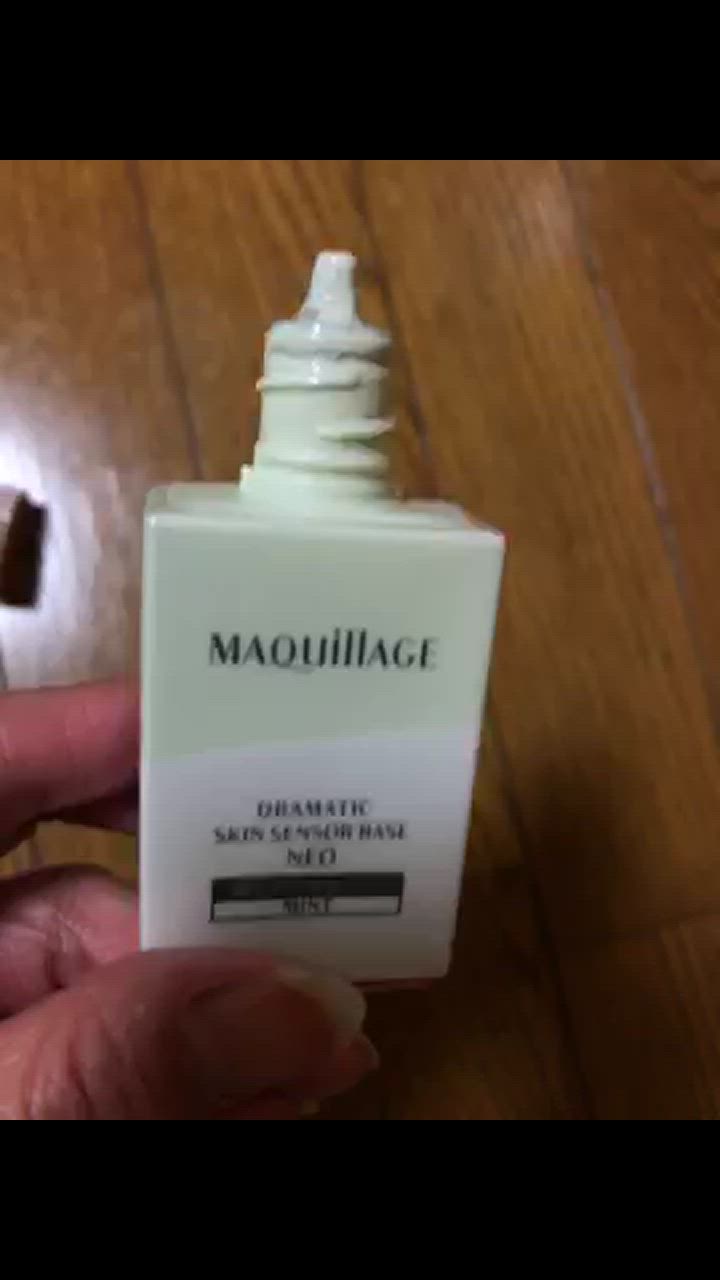 MAQuillAGE
DRAMATIC
SKIN SENSOR BASE
NEO
MINT